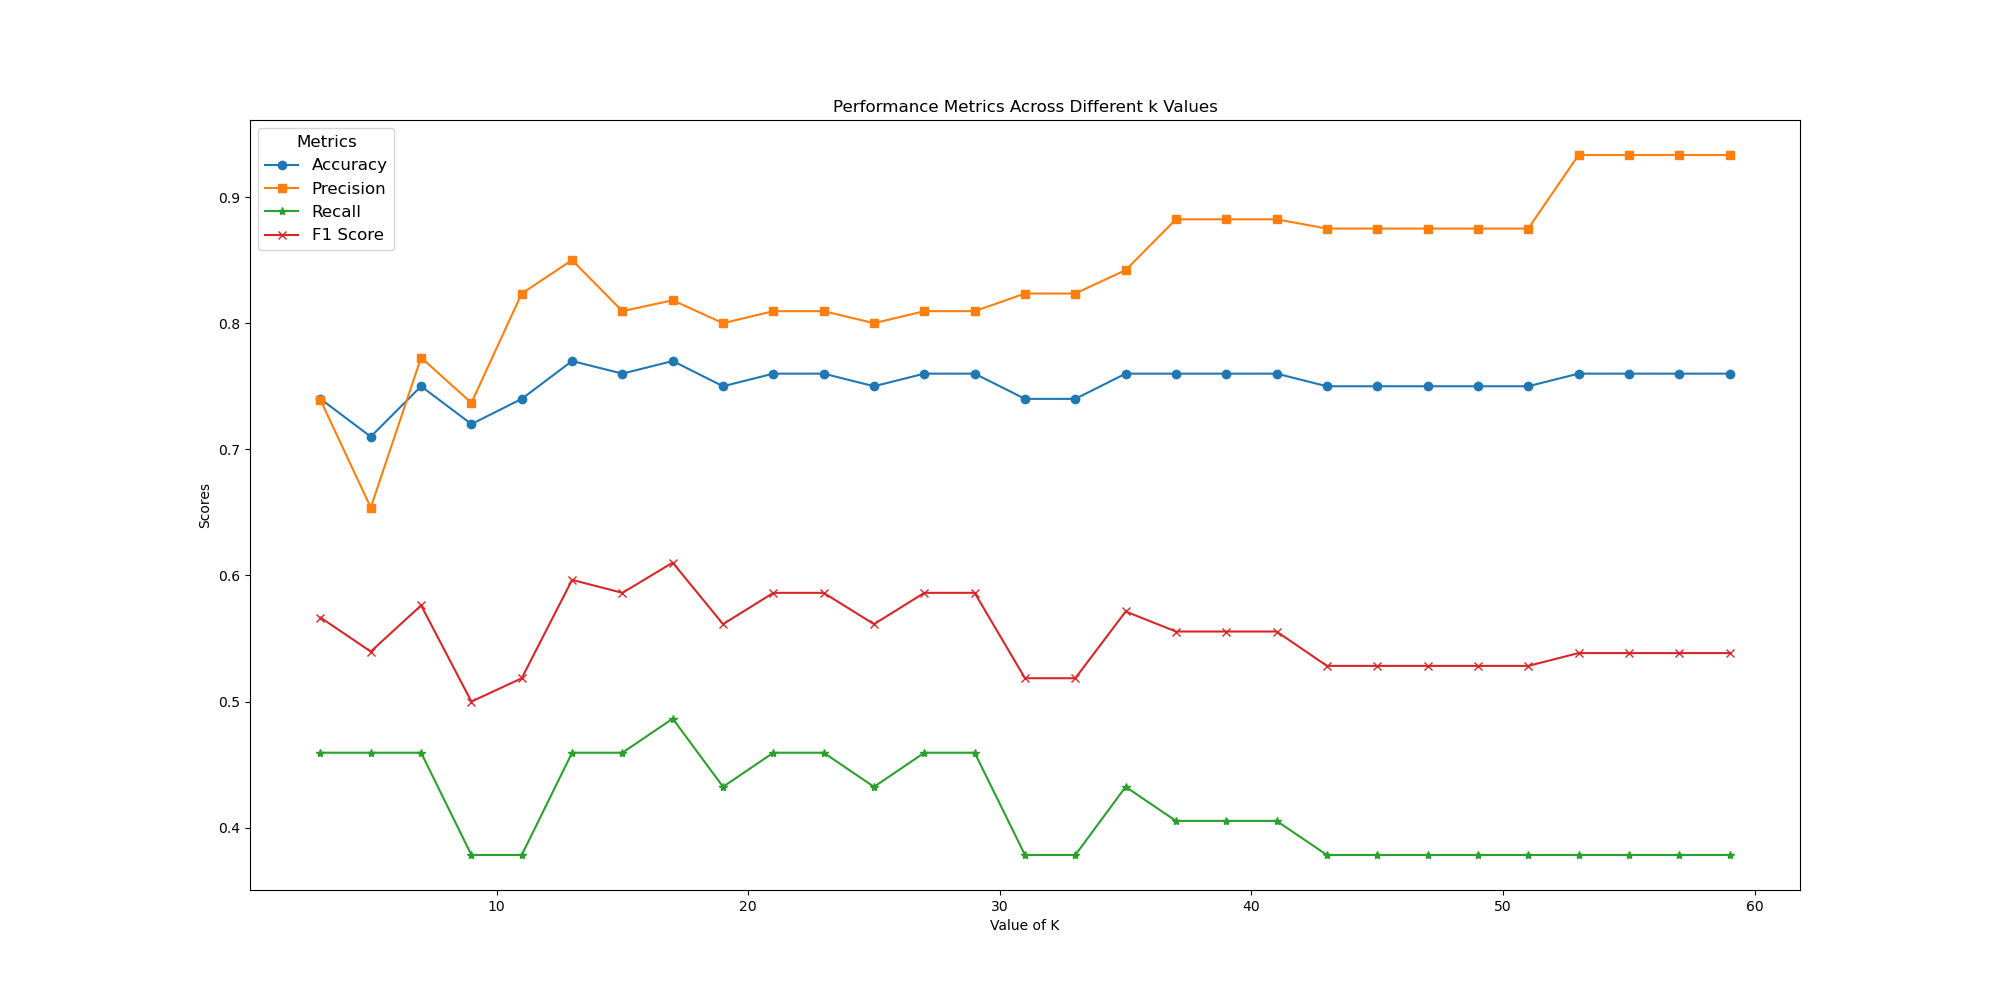 Performance Metrics Across Different k Values
Metrics
Accuracy
Precision
Recall
F1 Score
0.9
0.8
0.7
0.6
0.5
0.4
Scores
10 20 30 40 50 60
Value of K